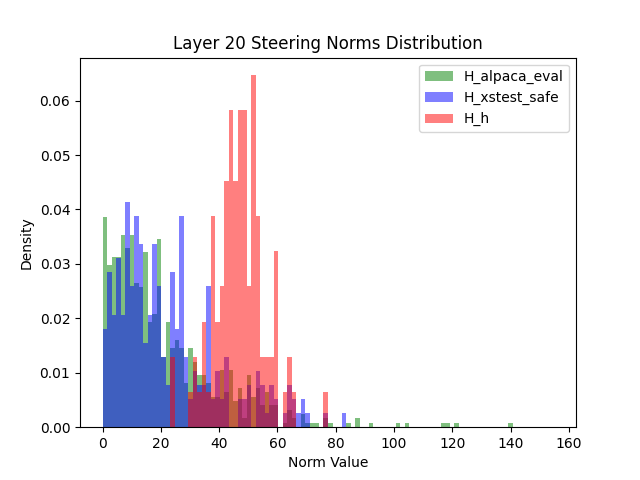 Layer 20 Steering Norms Distribution
H_alpaca_eval
H_xstest_safe
H_h
0.06
0.05
0.04
0.03
0.02
0.01
0.00
Density
0 20 40 60 80 100 120 140 160
Norm Value